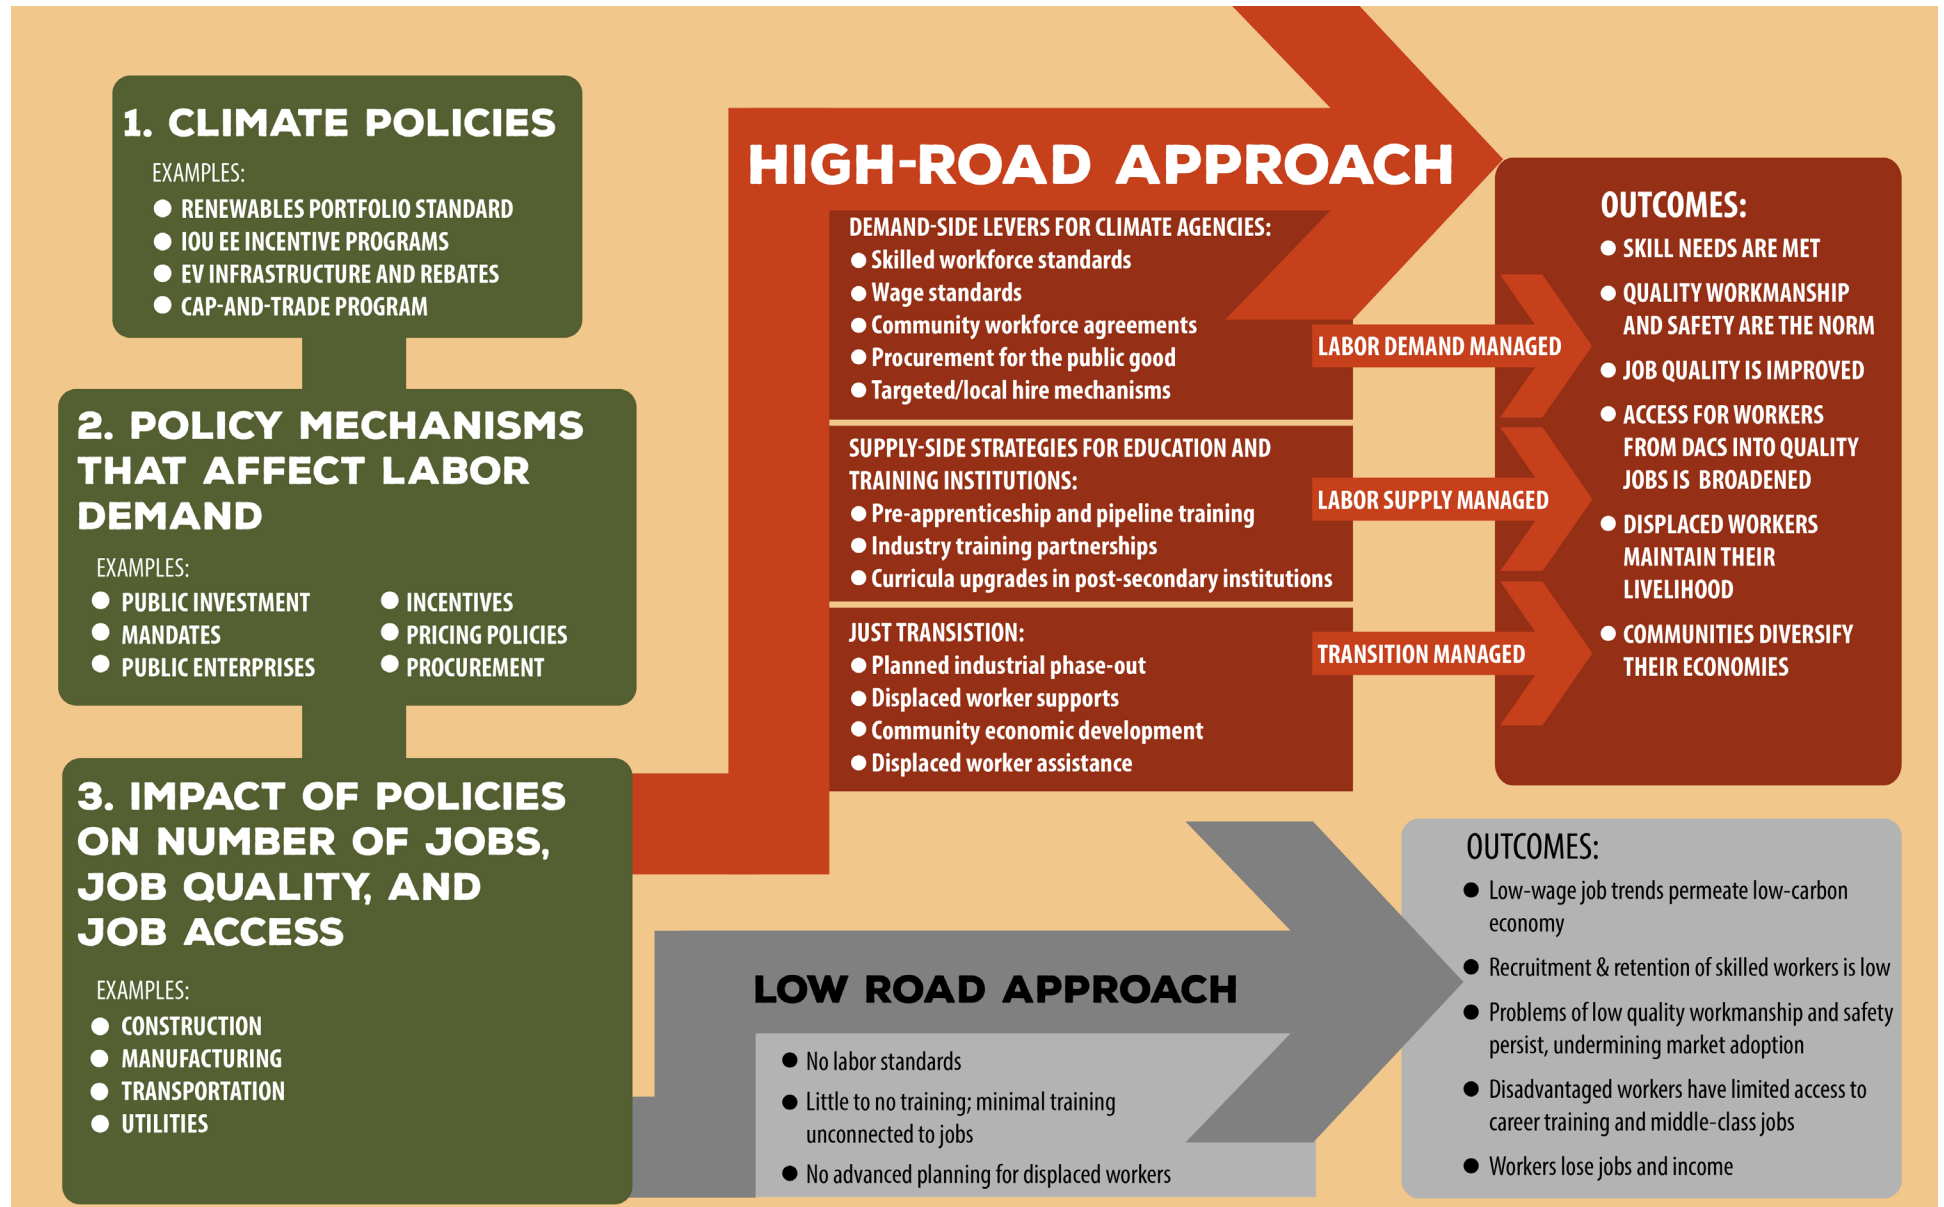 1. CLIMATE POLICIES
EXAMPLES:
● RENEWABLES PORTFOLIO STANDARD
● IOU EE INCENTIVE PROGRAMS
● EV INFRASTRUCTURE AND REBATES
● CAP-AND-TRADE PROGRAM
2. POLICY MECHANISMS
THAT AFFECT LABOR
DEMAND
EXAMPLES:
● PUBLIC INVESTMENT
● MANDATES
● PUBLIC ENTERPRISES
● INCENTIVES
● PRICING POLICIES
● PROCUREMENT
3. IMPACT OF POLICIES
ON NUMBER OF JOBS,
JOB QUALITY, AND
JOB ACCESS
EXAMPLES:
● CONSTRUCTION
● MANUFACTURING
● TRANSPORTATION
● UTILITIES
HIGH-ROAD APPROACH
DEMAND-SIDE LEVERS FOR CLIMATE AGENCIES:
● Skilled workforce standards
● Wage standards
● Community workforce agreements
● Procurement for the public good
● Targeted/local hire mechanisms
LABOR DEMAND MANAGED
SUPPLY-SIDE STRATEGIES FOR EDUCATION AND
TRAINING INSTITUTIONS:
● Pre-apprenticeship and pipeline training
● Industry training partnerships
● Curricula upgrades in post-secondary institutions
LABOR SUPPLY MANAGED
JUST TRANSISTION:
● Planned industrial phase-out
● Displaced worker supports
● Community economic development
● Displaced worker assistance
TRANSITION MANAGED
OUTCOMES:
● SKILL NEEDS ARE MET
● QUALITY WORKMANSHIP
AND SAFETY ARE THE NORM
● JOB QUALITY IS IMPROVED
● ACCESS FOR WORKERS
FROM DACS INTO QUALITY
JOBS IS BROADENED
● DISPLACED WORKERS
MAINTAIN THEIR
LIVELIHOOD
● COMMUNITIES DIVERSIFY
THEIR ECONOMIES
LOW ROAD APPROACH
● No labor standards
● Little to no training; minimal training
unconnected to jobs
● No advanced planning for displaced workers
OUTCOMES:
● Low-wage job trends permeate low-carbon
economy
● Recruitment & retention of skilled workers is low
● Problems of low quality workmanship and safety
persist, undermining market adoption
● Disadvantaged workers have limited access to
career training and middle-class jobs
● Workers lose jobs and income